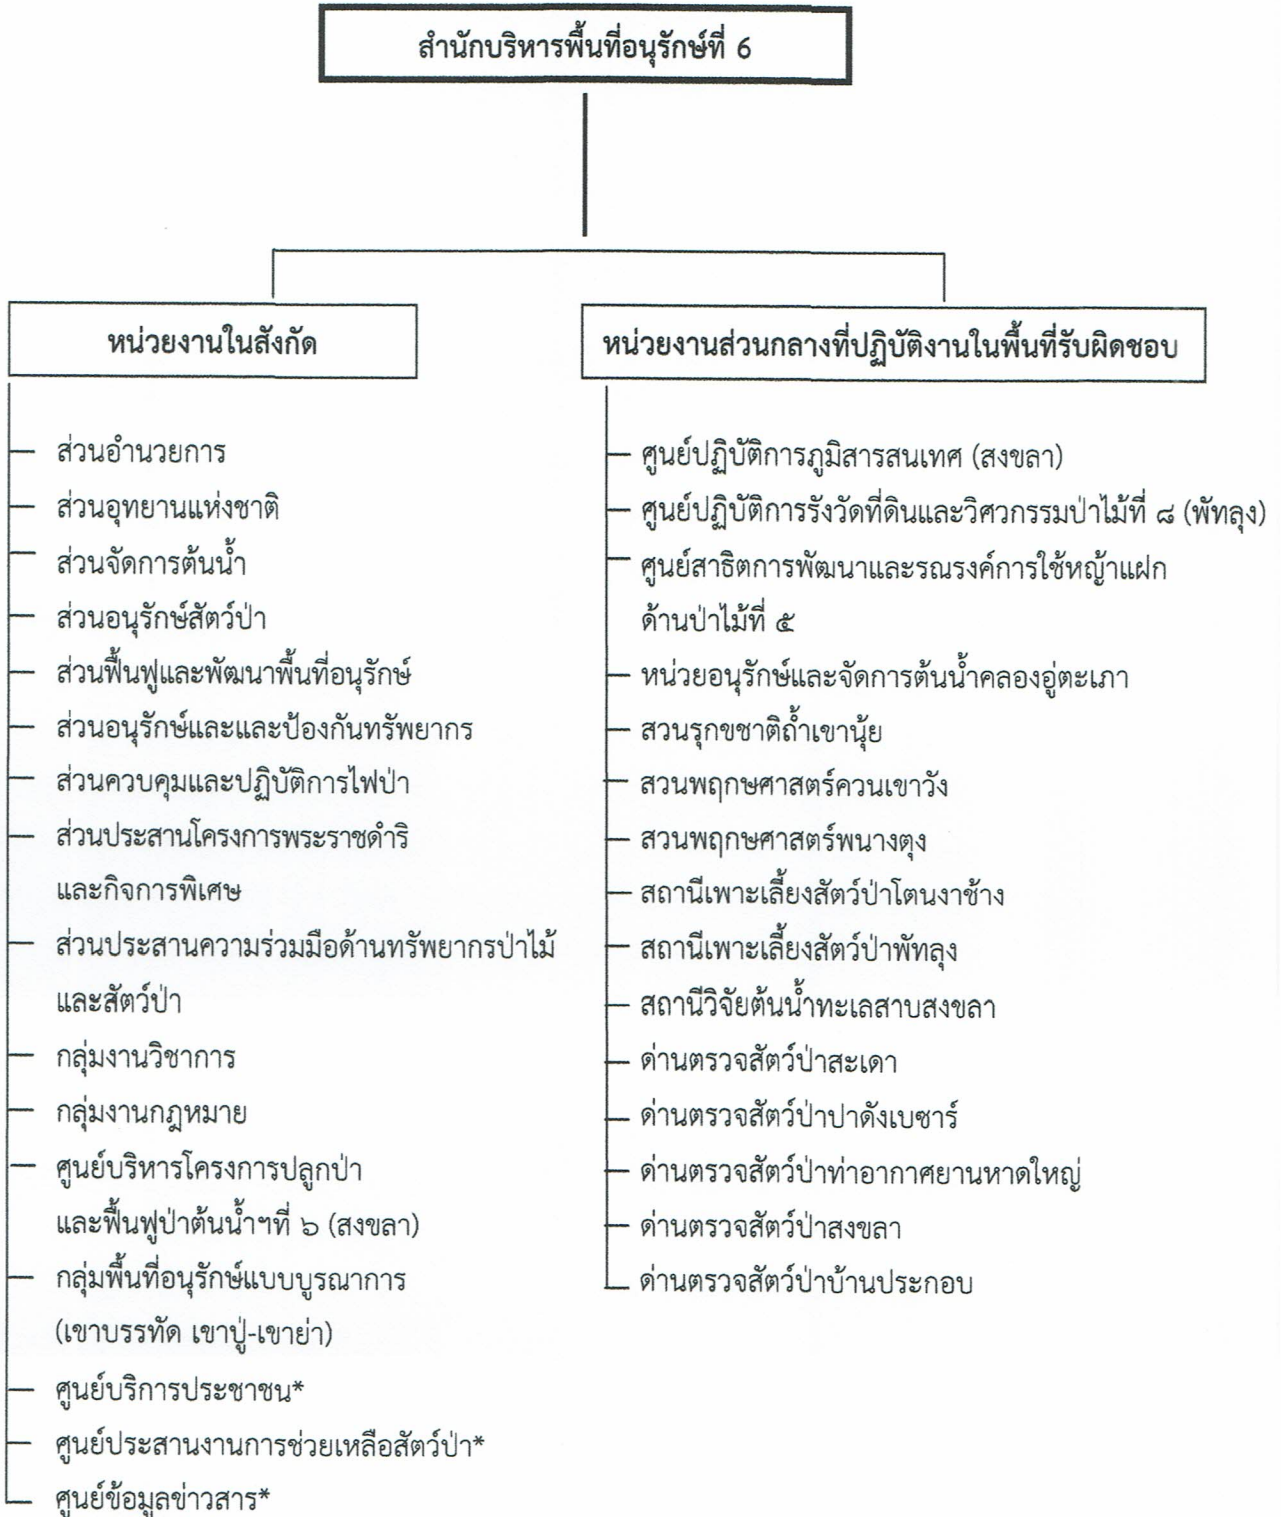 สำนักบริหารพื้นที่อนุรักษ์ที่ 6
หน่วยงานในสังกัด
ส่วนอำนวยการ
ส่วนอุทยานแห่งชาติ
ส่วนจัดการต้นน้ำ
ส่วนอนุรักษ์สัตว์ป่า
ส่วนฟื้นฟูและพัฒนาพื้นที่อนุรักษ์
ส่วนอนุรักษ์และและป้องกันทรัพยากร
ส่วนควบคุมและปฏิบัติการไฟป่า
ส่วนประสานโครงการพระราชดำริ
และกิจการพิเศษ
ส่วนประสานความร่วมมือด้านทรัพยากรป่าไม้
และสัตว์ป่า
กลุ่มงานวิชาการ
กลุ่มงานกฎหมาย
ศูนย์บริหารโครงการปลูกป่า
และฟื้นฟูป่าต้นน้ำฯที่ ๖ (สงขลา)
กลุ่มพื้นที่อนุรักษ์แบบบูรณาการ
(เขาบรรทัด เขาปู่-เขาย่า)
ศูนย์บริการประชาชน*
ศูนย์ประสานงานการช่วยเหลือสัตว์ป่า*
ศูนย์ข้อมูลข่าวสาร*
หน่วยงานส่วนกลางที่ปฏิบัติงานในพื้นที่รับผิดชอบ
ศูนย์ปฏิบัติการภูมิสารสนเทศ (สงขลา)
ศูนย์ปฏิบัติการรังวัดที่ดินและวิศวกรรมป่าไม้ที่ ๘ (พัทลุง)
ศูนย์สาธิตการพัฒนาและรณรงค์การใช้หญ้าแฝก
ด้านป่าไม้ที่ ๕
หน่วยอนุรักษ์และจัดการต้นน้ำคลองอู่ตะเภา
สวนรุกขชาติถ้ำเขานุ้ย
สวนพฤกษศาสตร์ควนเขาวัง
สวนพฤกษศาสตร์พนางตุง
สถานีเพาะเลี้ยงสัตว์ป่าโตนงาช้าง
สถานีเพาะเลี้ยงสัตว์ป่าพัทลุง
สถานีวิจัยต้นน้ำทะเลสาบสงขลา
ด่านตรวจสัตว์ป่าสะเดา
ด่านตรวจสัตว์ป่าปาดังเบซาร์
ด่านตรวจสัตว์ป่าท่าอากาศยานหาดใหญ่
ด่านตรวจสัตว์ป่าสงขลา
ด่านตรวจสัตว์ป่าบ้านประกอบ